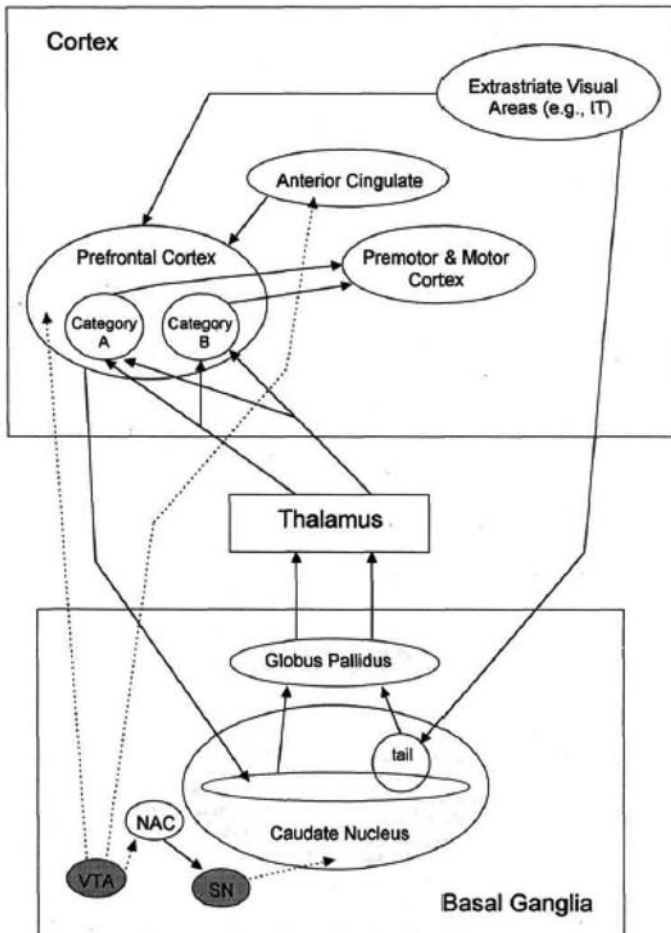 Cortex
Extrastriate Visual
Areas (e.g., IT)
Anterior Cingulate
Prefrontal Cortex
Premotor & Motor
Cortex
Category
A
Category
B
Thalamus
Globus Pallidus
tail
Caudate Nucleus
NAC
VTA
SN
Basal Ganglia